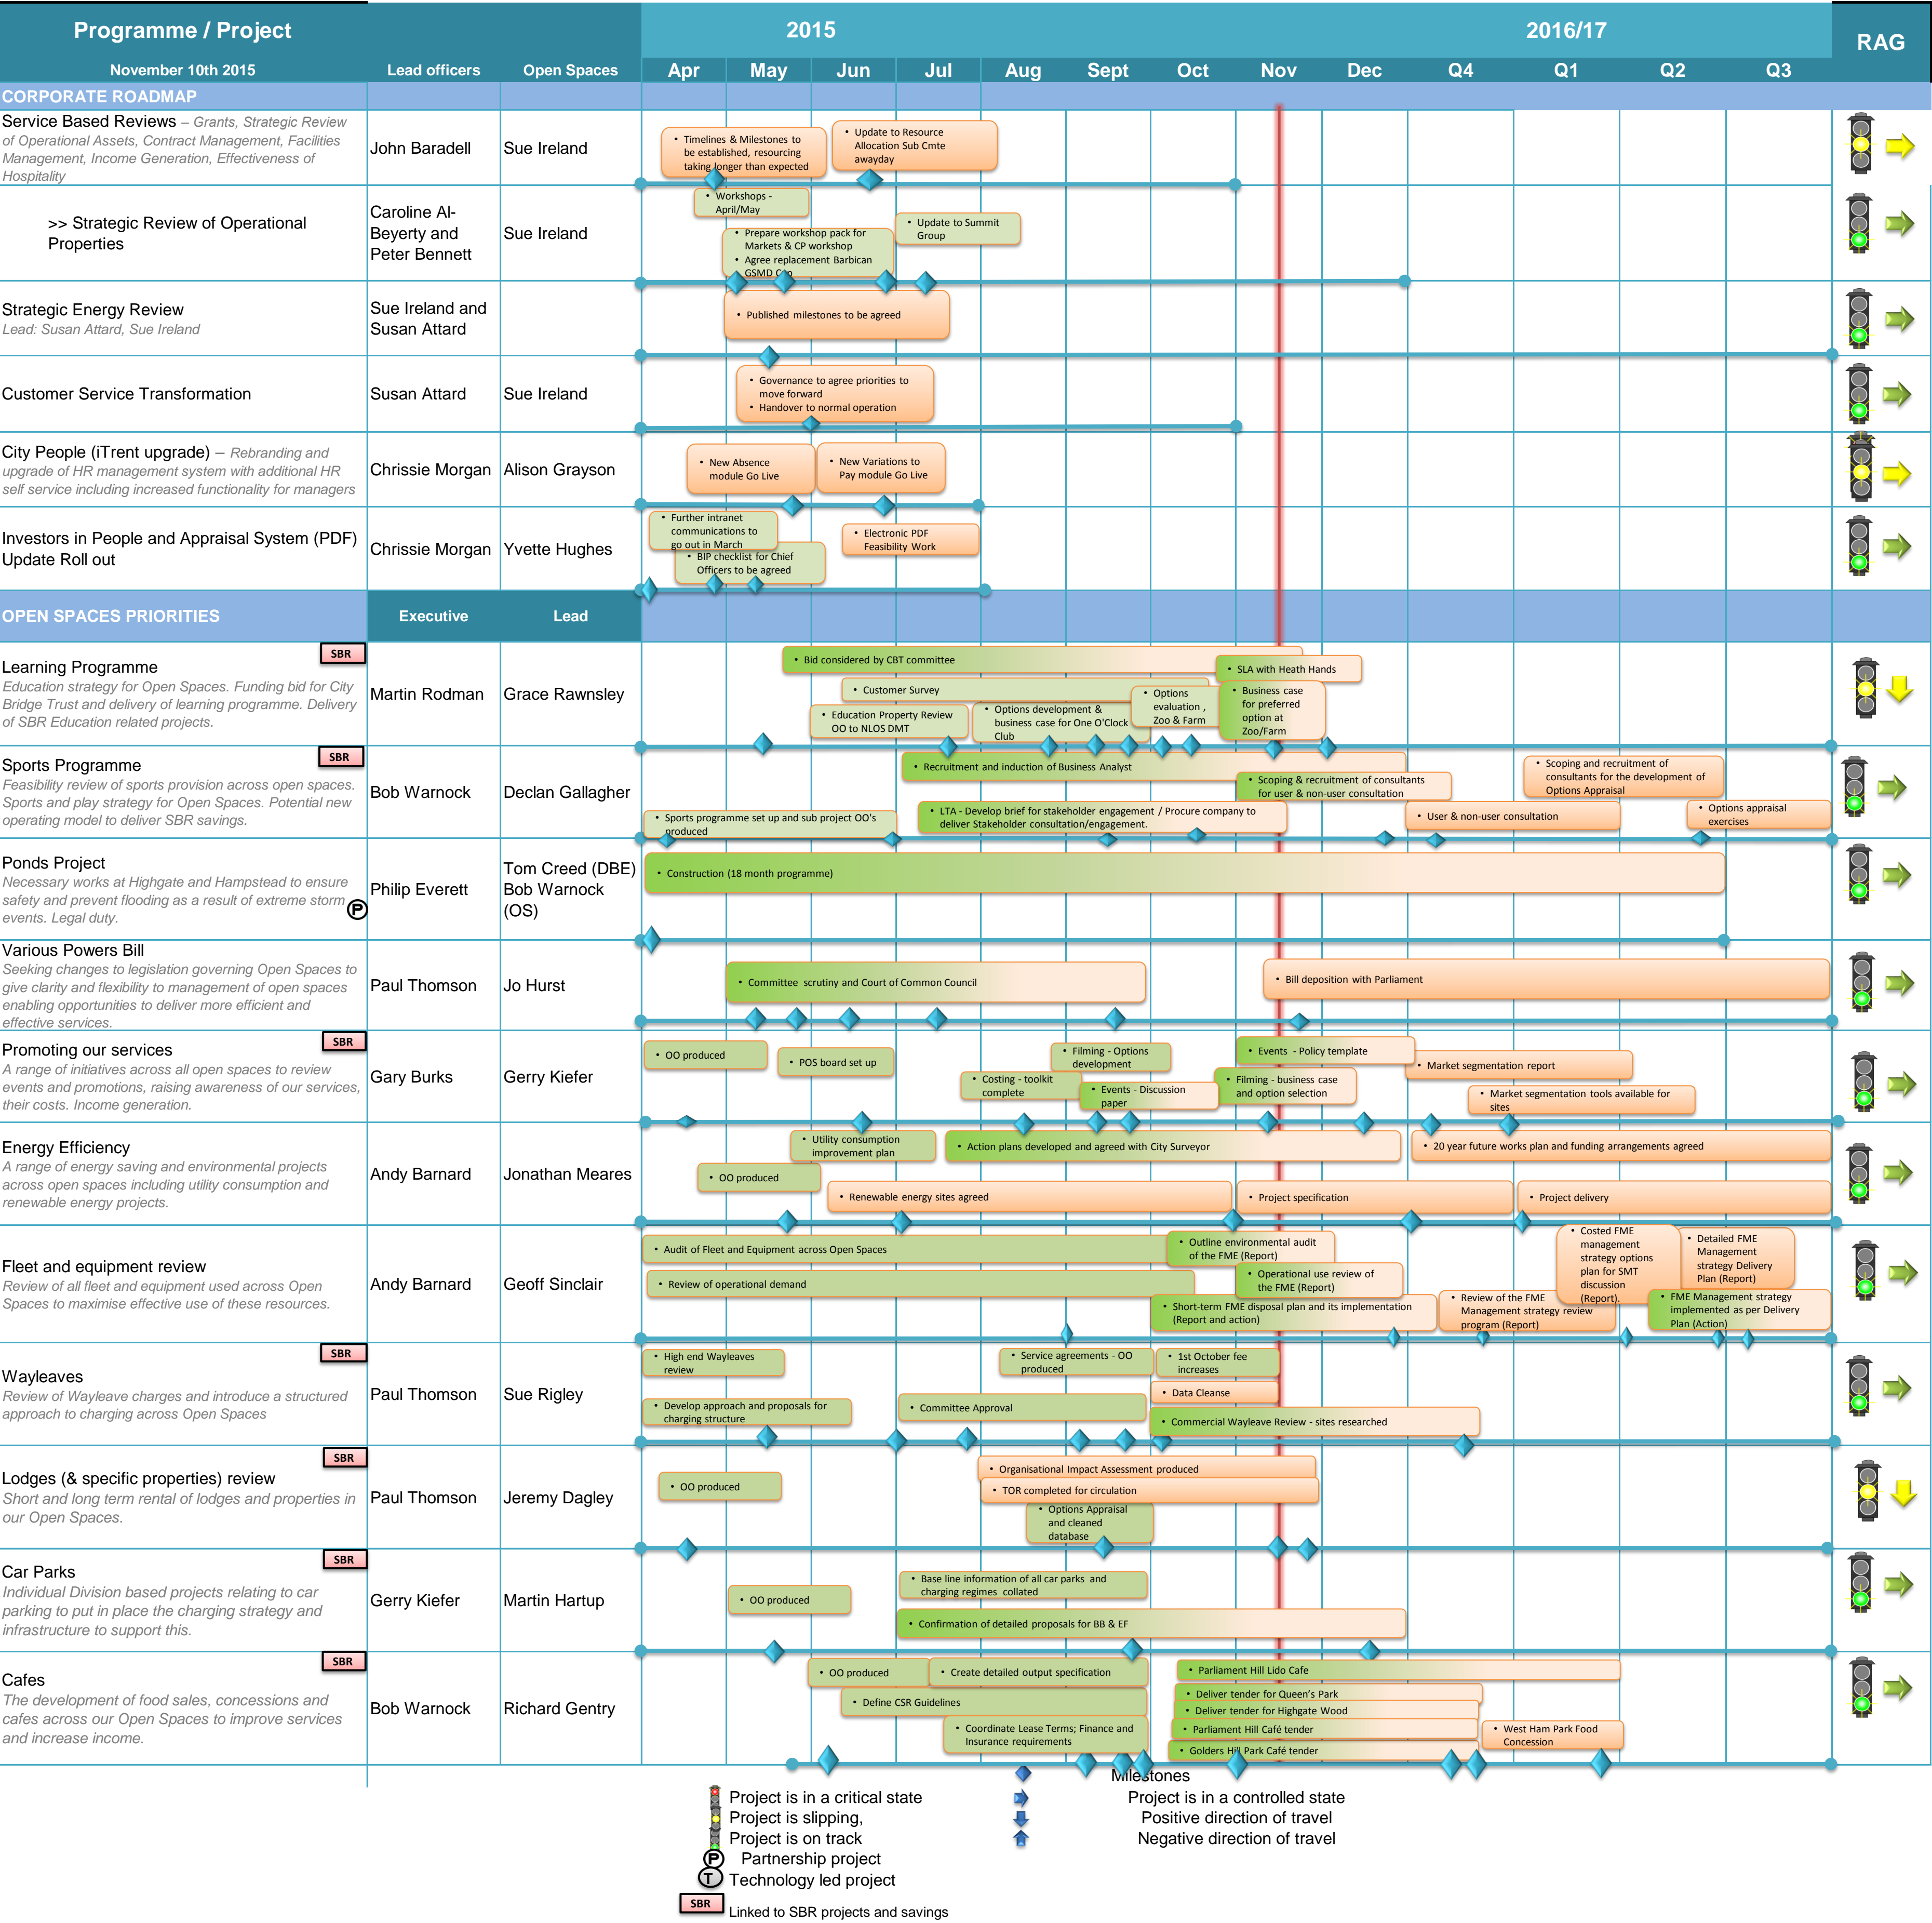 Programme / Project
2015
2016/17
RAG
November 10th 2015
Lead officers
Open Spaces
Apr
May
Jun
Jul
Aug
Sept
Oct
Nov
Dec
Q4
Q1
Q2
Q3
CORPORATE ROADMAP
Service Based Reviews – Grants, Strategic Review
of Operational Assets, Contract Management, Facilities
Management, Income Generation, Effectiveness of
Hospitality
John Baradell
Sue Ireland
• Timelines & Milestones to
be established, resourcing
taking longer than expected
• Update to Resource
Allocation Sub Cmte
awayday
>> Strategic Review of Operational
Properties
Caroline Al-
Beyerty and
Peter Bennett
Sue Ireland
• Workshops -
April/May
• Prepare workshop pack for
Markets & CP workshop
• Agree replacement Barbican
GSMD
• Update to Summit
Group
Strategic Energy Review
Lead: Susan Attard, Sue Ireland
Sue Ireland and
Susan Attard
• Published milestones to be agreed
Customer Service Transformation
Susan Attard
Sue Ireland
• Governance to agree priorities to
move forward
• Handover to normal operation
City People (iTrent upgrade) – Rebranding and
upgrade of HR management system with additional HR
self service including increased functionality for managers
Chrissie Morgan
Alison Grayson
• New Absence
module Go Live
• New Variations to
Pay module Go Live
Investors in People and Appraisal System (PDF)
Update Roll out
Chrissie Morgan
Yvette Hughes
• Further intranet
communications to
go out in March
• BIP checklist for Chief
Officers to be agreed
• Electronic PDF
Feasibility Work
OPEN SPACES PRIORITIES
Executive
Lead
SBR
Learning Programme
Education strategy for Open Spaces. Funding bid for City
Bridge Trust and delivery of learning programme. Delivery
of SBR Education related projects.
Martin Rodman
Grace Rawnsley
• Bid considered by CBT committee
• Customer Survey
• Education Property Review
OO to NLOS DMT
• Options development &
business case for One O'Clock
Club
• Options
evaluation ,
Zoo & Farm
• SLA with Heath Hands
• Business case
for preferred
option at
Zoo/Farm
SBR
Sports Programme
Feasibility review of sports provision across open spaces.
Sports and play strategy for Open Spaces. Potential new
operating model to deliver SBR savings.
Bob Warnock
Declan Gallagher
• Sports programme set up and sub project OO's
produced
• Recruitment and induction of Business Analyst
• LTA - Develop brief for stakeholder engagement / Procure company to
deliver Stakeholder consultation/engagement.
• Scoping & recruitment of consultants
for user & non-user consultation
• User & non-user consultation
• Scoping and recruitment of
consultants for the development of
Options Appraisal
• Options appraisal
exercises
Ponds Project
Necessary works at Highgate and Hampstead to ensure
safety and prevent flooding as a result of extreme storm
events. Legal duty.
P
Philip Everett
Tom Creed (DBE)
Bob Warnock
(OS)
• Construction (18 month programme)
Various Powers Bill
Seeking changes to legislation governing Open Spaces to
give clarity and flexibility to management of open spaces
enabling opportunities to deliver more efficient and
effective services.
Paul Thomson
Jo Hurst
• Committee scrutiny and Court of Common Council
• Bill deposition with Parliament
SBR
Promoting our services
A range of initiatives across all open spaces to review
events and promotions, raising awareness of our services,
their costs. Income generation.
Gary Burks
Gerry Kiefer
• OO produced
• POS board set up
• Costing - toolkit
complete
• Filming - Options
development
• Events - Discussion
paper
• Events - Policy template
• Filming - business case
and option selection
• Market segmentation report
• Market segmentation tools available for
sites
Energy Efficiency
A range of energy saving and environmental projects
across open spaces including utility consumption and
renewable energy projects.
Andy Barnard
Jonathan Meares
• Utility consumption
improvement plan
• OO produced
• Action plans developed and agreed with City Surveyor
• 20 year future works plan and funding arrangements agreed
• Renewable energy sites agreed
• Project specification
• Project delivery
Fleet and equipment review
Review of all fleet and equipment used across Open
Spaces to maximise effective use of these resources.
Andy Barnard
Geoff Sinclair
• Audit of Fleet and Equipment across Open Spaces
• Review of operational demand
• Outline environmental audit
of the FME (Report)
• Operational use review of
the FME (Report)
• Short-term FME disposal plan and its implementation
(Report and action)
• Review of the FME
Management strategy review
program (Report)
• Costed FME
management
strategy options
plan for SMT
discussion
(Report).
• Detailed FME
Management
strategy Delivery
Plan (Report)
• FME Management strategy
implemented as per Delivery
Plan (Action)
SBR
Wayleaves
Review of Wayleave charges and introduce a structured
approach to charging across Open Spaces
Paul Thomson
Sue Rigley
• High end Wayleaves
review
• Develop approach and proposals for
charging structure
• Committee Approval
• Service agreements - OO
produced
• 1st October fee
increases
• Data Cleanse
• Commercial Wayleave Review - sites researched
SBR
Lodges (& specific properties) review
Short and long term rental of lodges and properties in
our Open Spaces.
Paul Thomson
Jeremy Dagley
• OO produced
• Organisational Impact Assessment produced
• TOR completed for circulation
• Options Appraisal
and cleaned
database
SBR
Car Parks
Individual Division based projects relating to car
parking to put in place the charging strategy and
infrastructure to support this.
Gerry Kiefer
Martin Hartup
• OO produced
• Base line information of all car parks and
charging regimes collated
• Confirmation of detailed proposals for BB & EF
SBR
Cafes
The development of food sales, concessions and
cafes across our Open Spaces to improve services
and increase income.
Bob Warnock
Richard Gentry
• OO produced
• Create detailed output specification
• Define CSR Guidelines
• Coordinate Lease Terms; Finance and
Insurance requirements
• Parliament Hill Lido Cafe
• Deliver tender for Queen's Park
• Deliver tender for Highgate Wood
• Parliament Hill Café tender
• Golders Hill Park Café tender
• West Ham Park Food
Concession
Milestones
Project is in a critical state
Project is in a controlled state
Project is slipping,
Positive direction of travel
Project is on track
Negative direction of travel
P
Partnership project
T
Technology led project
SBR
Linked to SBR projects and savings